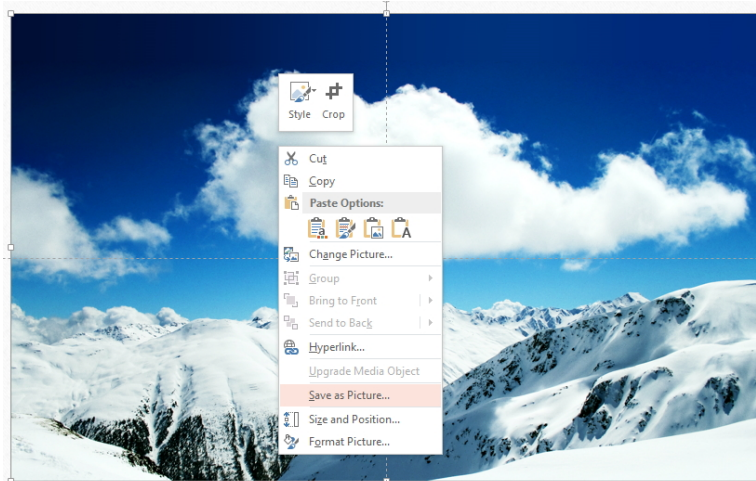 Style Crop
Cut
Copy
Paste Options:
Change Picture...
Group
Bring to Front
Send to Back
Hyperlink...
Upgrade Media Object
Save as Picture...
Size and Position...
Format Picture...